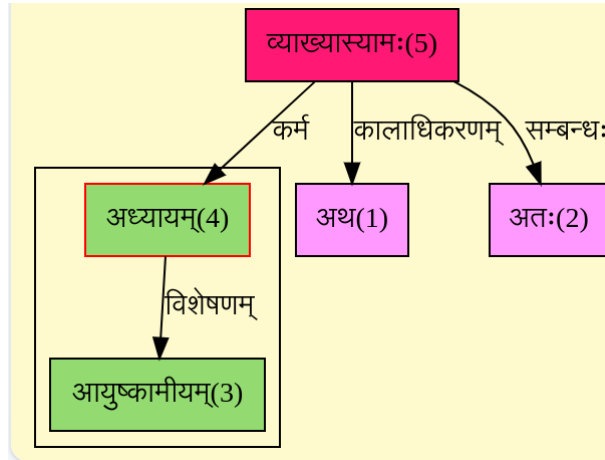 व्याख्यास्यामः(5)
कर्म
कालाधिकरणम्
सम्बन्धः
अध्यायम्(4)
अथ(1)
अतः(2)
विशेषणम्
आयुष्कामीयम्(3)